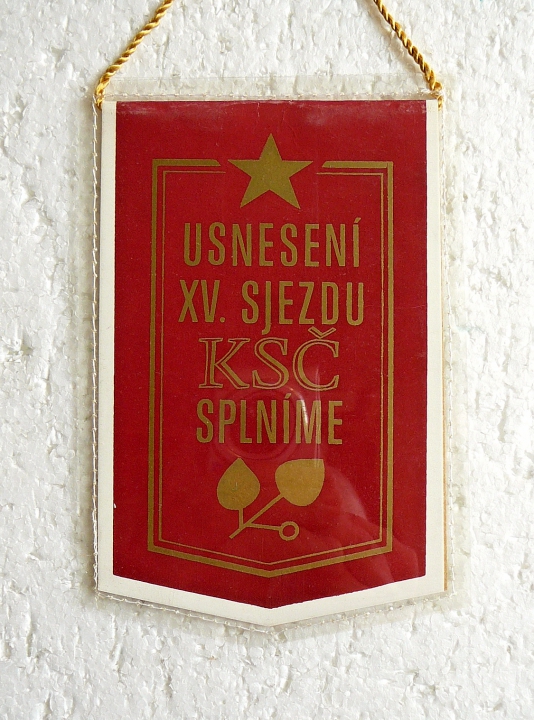 USNESENÍ
XV. SJEZDU
KSČ
SPLNÍME